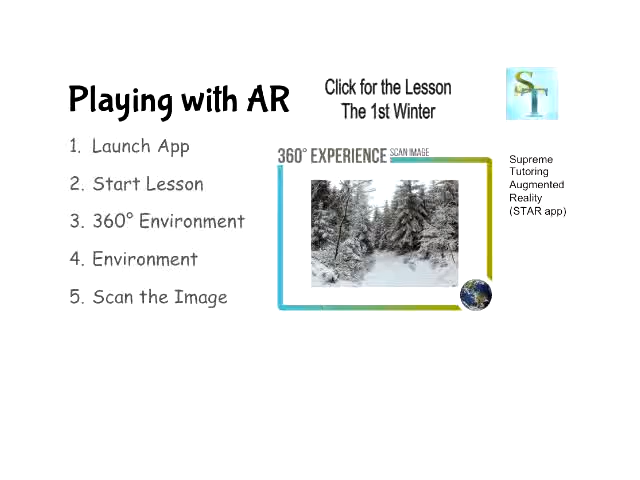 Playing with AR
1. Launch App
2. Start Lesson
3. 360° Environment
4. Environment
5. Scan the Image
Click for the Lesson
The 1st Winter
360° EXPERIENCE SCAN IMAGE
ST
Supreme
Tutoring
Augmented
Reality
(STAR app)